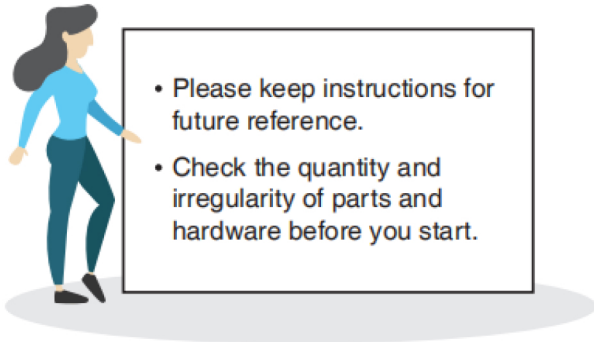 • Please keep instructions for
future reference.
• Check the quantity and
irregularity of parts and
hardware before you start.